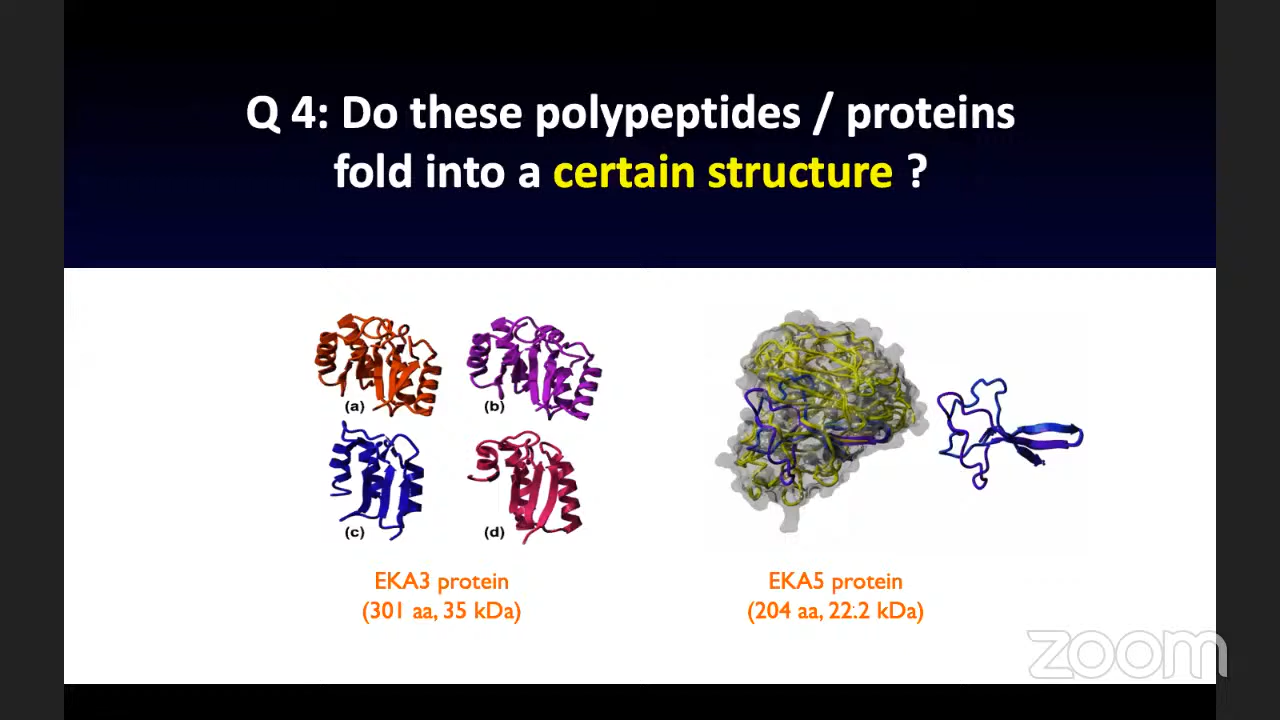 Q 4: Do these polypeptides / proteins
fold into a certain structure ?
(a)
(b)
(c)
(d)
EKA3 protein
(301 aa, 35 kDa)
EKA5 protein
(204 aa, 22:2 kDa)
zoom